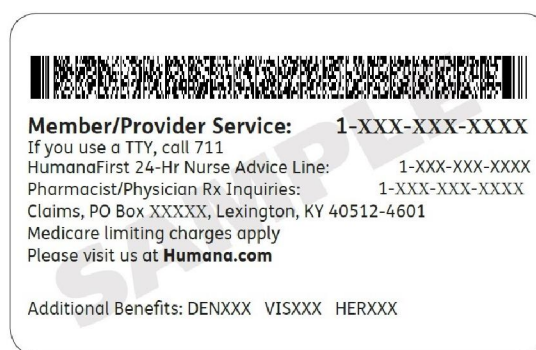 Member/Provider Service: 1-XXX-XXX-XXXX
If you use a TTY, call 711
HumanaFirst 24-Hr Nurse Advice Line: 1-XXX-XXX-XXXX
Pharmacist/Physician Rx Inquiries: 1-XXX-XXX-XXXX
Claims, PO Box XXXXX, Lexington, KY 40512-4601
Medicare limiting charges apply
Please visit us at Humana.com
SAMPLE
Additional Benefits: DENXXX VISXXX HERXXX